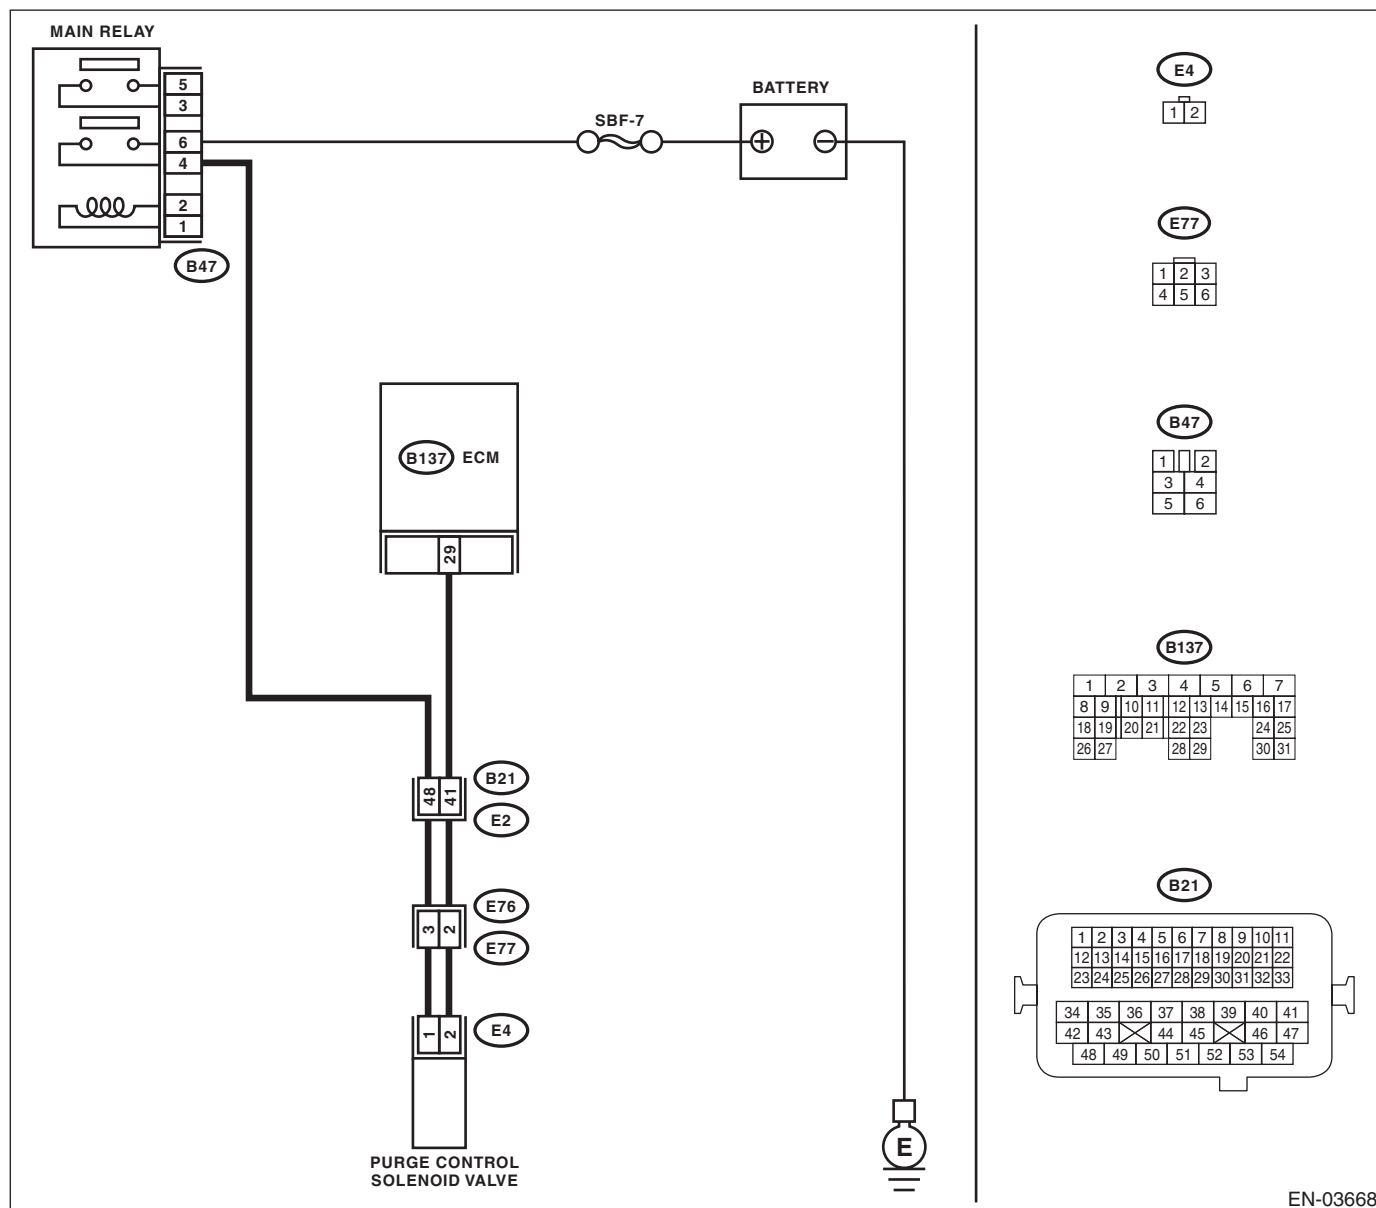 MAIN RELAY
5
3
6
4
2
1
B47
SBF-7
BATTERY
B137 ECM
29
48 41
B21
E2
3 2
E76
E77
1 2
E4
PURGE CONTROL
SOLENOID VALVE
E
E4
1 2
E77
1 2 3
4 5 6
B47
1 2
3 4
5 6
B137
1 2 3 4 5 6 7
8 9 10 11 12 13 14 15 16 17
18 19 20 21 22 23 24 25
26 27 28 29 30 31
B21
1 2 3 4 5 6 7 8 9 10 11
12 13 14 15 16 17 18 19 20 21 22
23 24 25 26 27 28 29 30 31 32 33
34 35 36 37 38 39 40 41
42 43 44 45 46 47
48 49 50 51 52 53 54
EN-03668